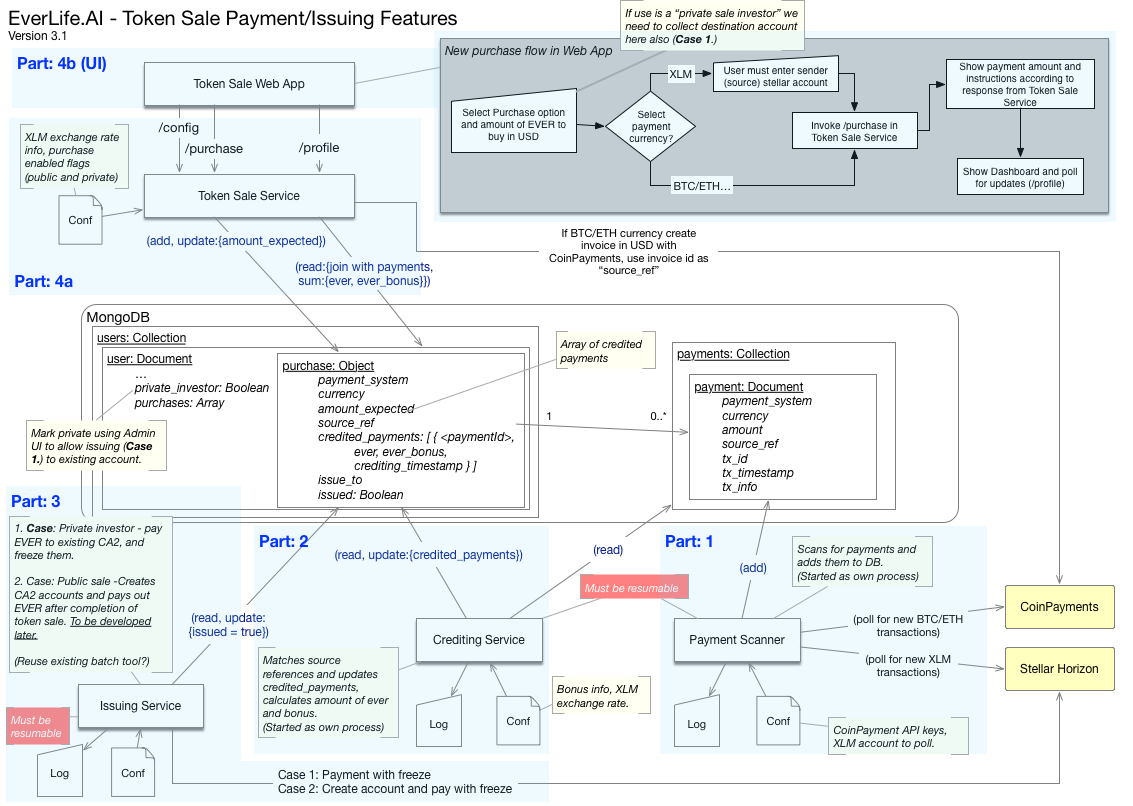 EverLife.AI - Token Sale Payment/Issuing Features
Version 3.1
If use is a “private sale investor” we
need to collect destination account
here also (Case 1.)
Part: 4b (UI)
Token Sale Web App
New purchase flow in Web App
Select Purchase option
and amount of EVER to
buy in USD
Select
payment
currency?
XLM
User must enter sender
(source) stellar account
Invoke /purchase in
Token Sale Service
BTC/ETH...
Show payment amount and
instructions according to
response from Token Sale
Service
Show Dashboard and poll
for updates (/profile)
/config
/purchase
/profile
XLM exchange rate
info, purchase
enabled flags
(public and private)
Conf
Token Sale Service
(add, update:{amount_expected})
(read:{join with payments,
sum:{ever, ever_bonus}})
Part: 4a
If BTC/ETH currency create
invoice in USD with
CoinPayments, use invoice id as
“source_ref”
MongoDB
users: Collection
user: Document
...
private_investor: Boolean
purchases: Array
purchase: Object
payment_system
currency
amount_expected
source_ref
credited_payments: [ { <paymentId>,
ever, ever_bonus,
crediting_timestamp } ]
issue_to
issued: Boolean
Array of credited
payments
1
0..*
payments: Collection
payment: Document
payment_system
currency
amount
source_ref
tx_id
tx_timestamp
tx_info
Mark private using Admin
UI to allow issuing (Case
1.) to existing account.
Part: 3
1. Case: Private investor - pay
EVER to existing CA2, and
freeze them.
2. Case: Public sale -Creates
CA2 accounts and pays out
EVER after completion of
token sale. To be developed
later.
(Reuse existing batch tool?)
(read, update:
{issued = true})
Issuing Service
Must be
resumable
Log
Conf
Case 1: Payment with freeze
Case 2: Create account and pay with freeze
Part: 2
(read, update:{credited_payments})
(read)
Must be resumable
Crediting Service
Matches source
references and updates
credited_payments,
calculates amount of ever
and bonus.
(Started as own process)
Log
Conf
Bonus info, XLM
exchange rate.
Part: 1
(add)
Scans for payments and
adds them to DB.
(Started as own process)
Payment Scanner
(poll for new BTC/ETH
transactions)
(poll for new XLM
transactions)
Log
Conf
CoinPayment API keys,
XLM account to poll.
CoinPayments
Stellar Horizon